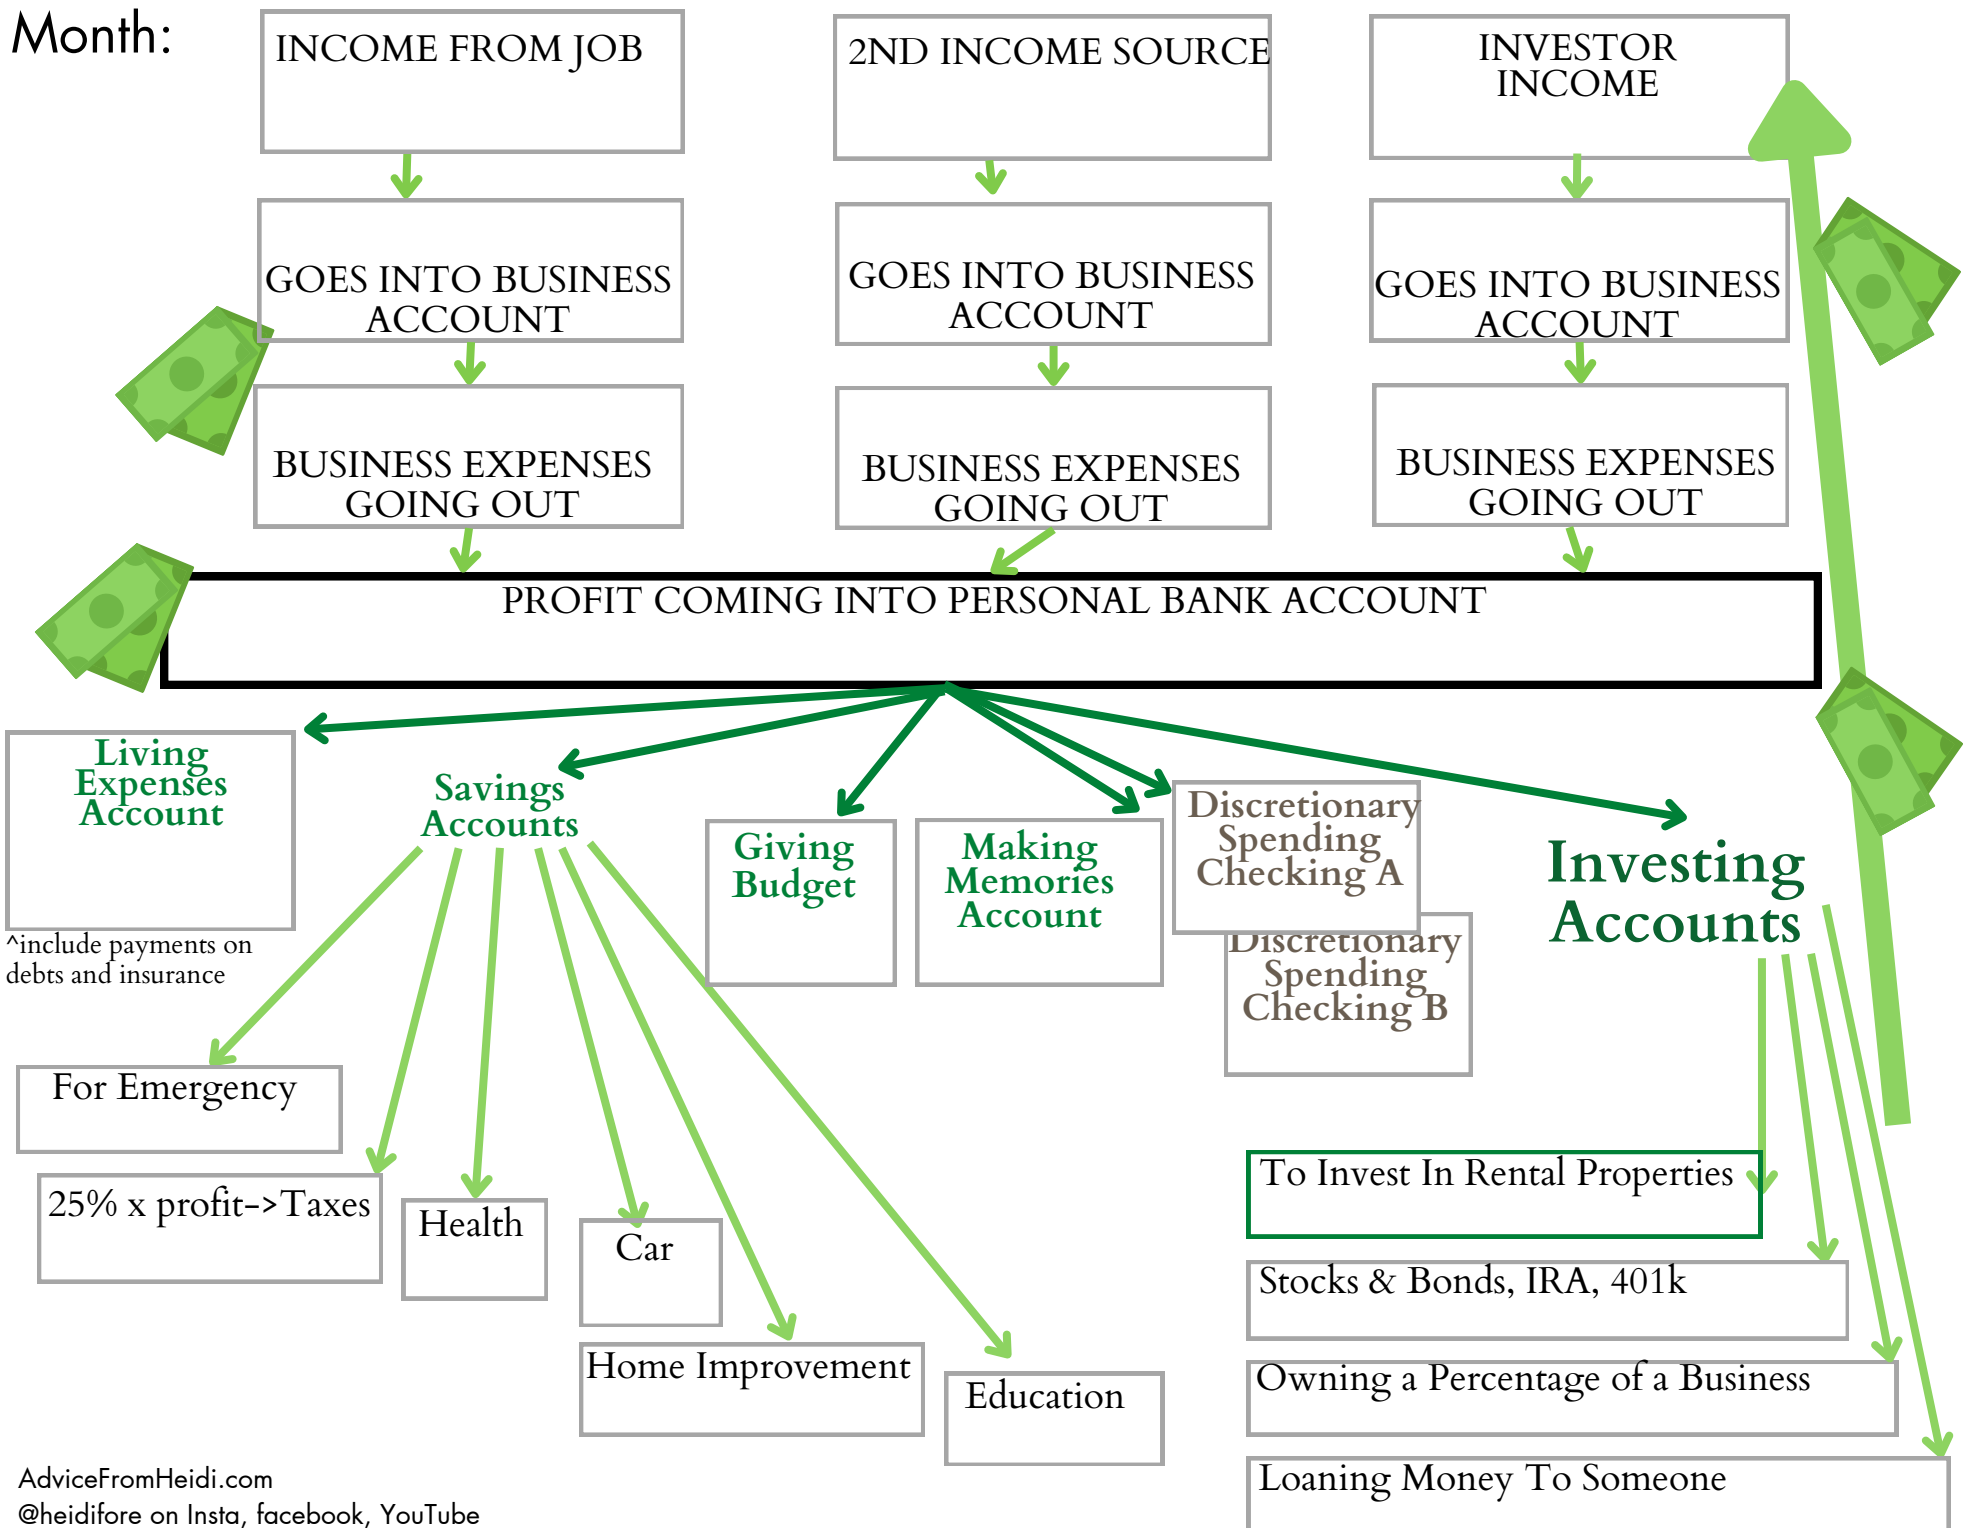 Month:
INCOME FROM JOB
2ND INCOME SOURCE
INVESTOR
INCOME
GOES INTO BUSINESS
ACCOUNT
GOES INTO BUSINESS
ACCOUNT
GOES INTO BUSINESS
ACCOUNT
BUSINESS EXPENSES
GOING OUT
BUSINESS EXPENSES
GOING OUT
BUSINESS EXPENSES
GOING OUT
PROFIT COMING INTO PERSONAL BANK ACCOUNT
Living
Expenses
Account
^include payments on
debts and insurance
Savings
Accounts
Giving
Budget
Making
Memories
Account
Discretionary
Spending
Checking A
Discretionary
Spending
Checking B
Investing
Accounts
For Emergency
25% x profit->Taxes
Health
Car
Home Improvement
Education
To Invest In Rental Properties
Stocks & Bonds, IRA, 401k
Owning a Percentage of a Business
Loaning Money To Someone
AdviceFromHeidi.com
@heidifore on Insta, facebook, YouTube